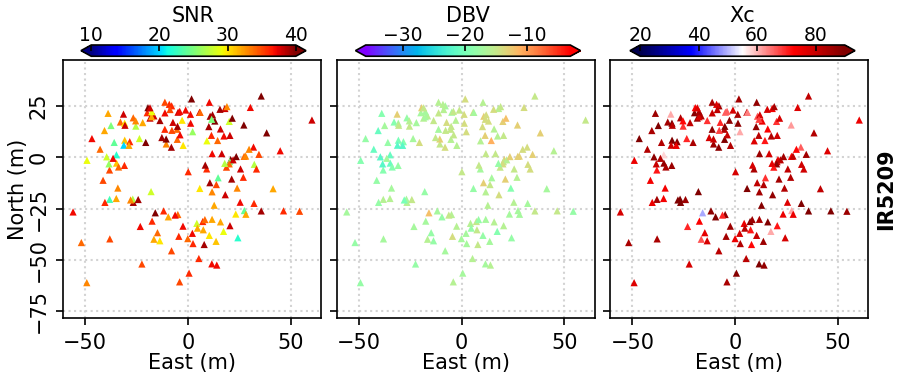 SNR DBV Xc
10 20 30 40 −30 −20 −10 20 40 60 80
25
0
−25
−50
−75
North (m)
−50 0 50 −50 0 50 −50 0 50
East (m) East (m) East (m)
IR5209